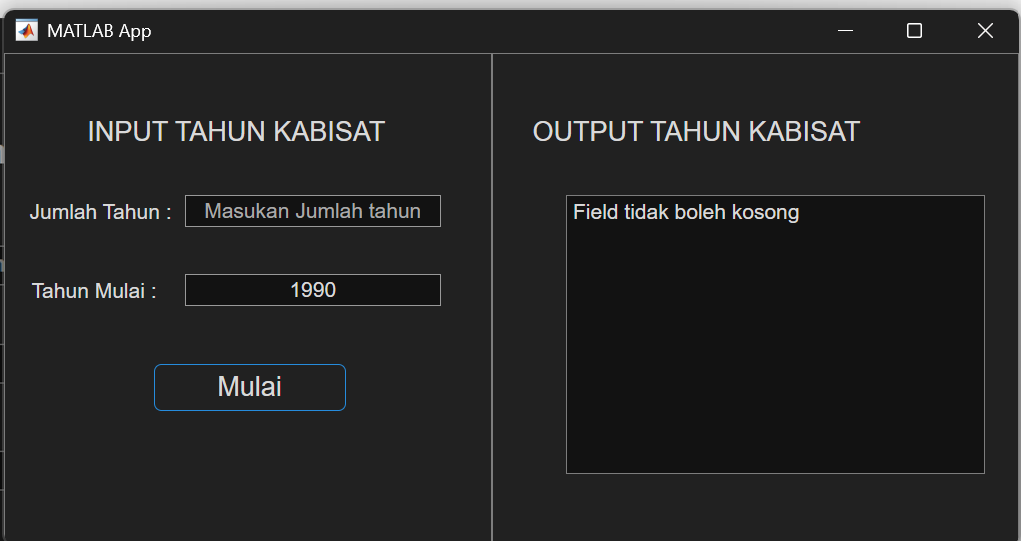 MATLAB App
INPUT TAHUN KABISAT
Jumlah Tahun : Masukan Jumlah tahun
Tahun Mulai : 1990
Mulai
OUTPUT TAHUN KABISAT
Field tidak boleh kosong